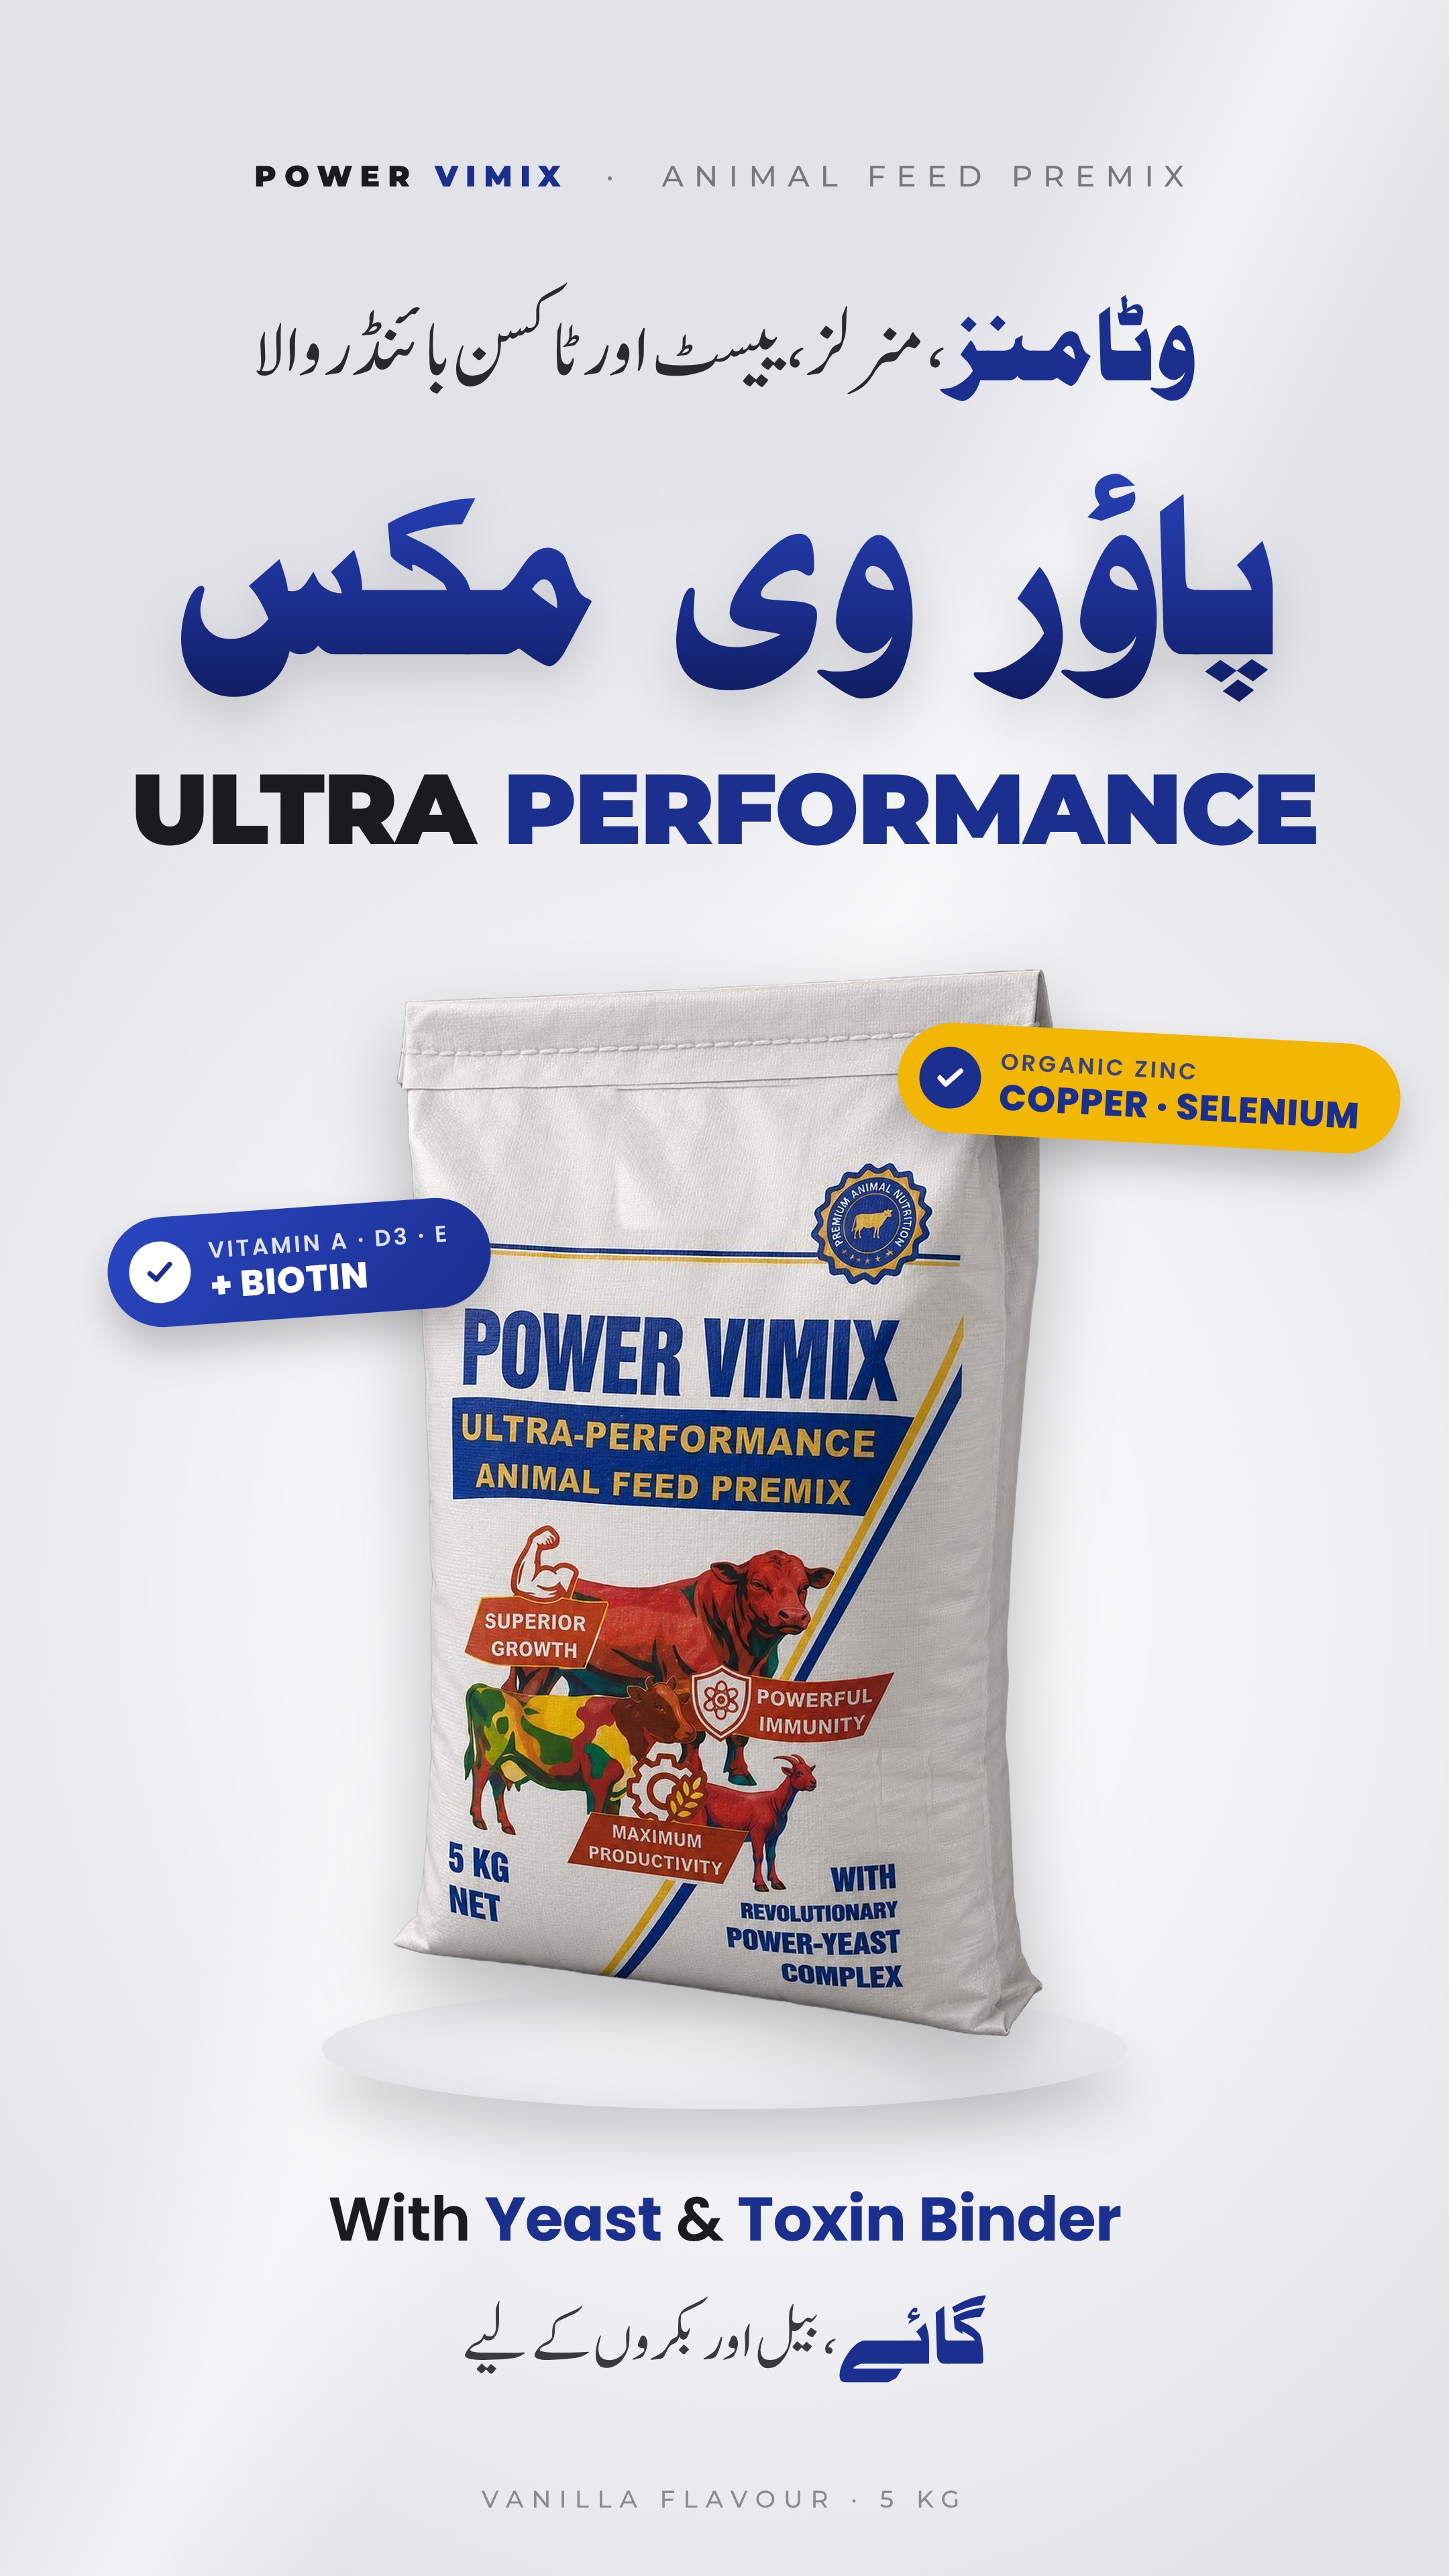 POWER VIMIX · ANIMAL FEED PREMIX
وٹامنز، منرلز، ییسٹ اور ٹاکسن بائنڈر والا
پاؤر وی مکس
ULTRA PERFORMANCE
ORGANIC ZINC
COPPER · SELENIUM
VITAMIN A · D3 · E
+ BIOTIN
PREMIUM ANIMAL NUTRITION
POWER VIMIX
ULTRA-PERFORMANCE
ANIMAL FEED PREMIX
SUPERIOR
GROWTH
POWERFUL
IMMUNITY
MAXIMUM
PRODUCTIVITY
5 KG
NET
WITH
REVOLUTIONARY
POWER-YEAST
COMPLEX
With Yeast & Toxin Binder
گائے، بیل اور بکروں کے لیے
VANILLA FLAVOUR · 5 KG